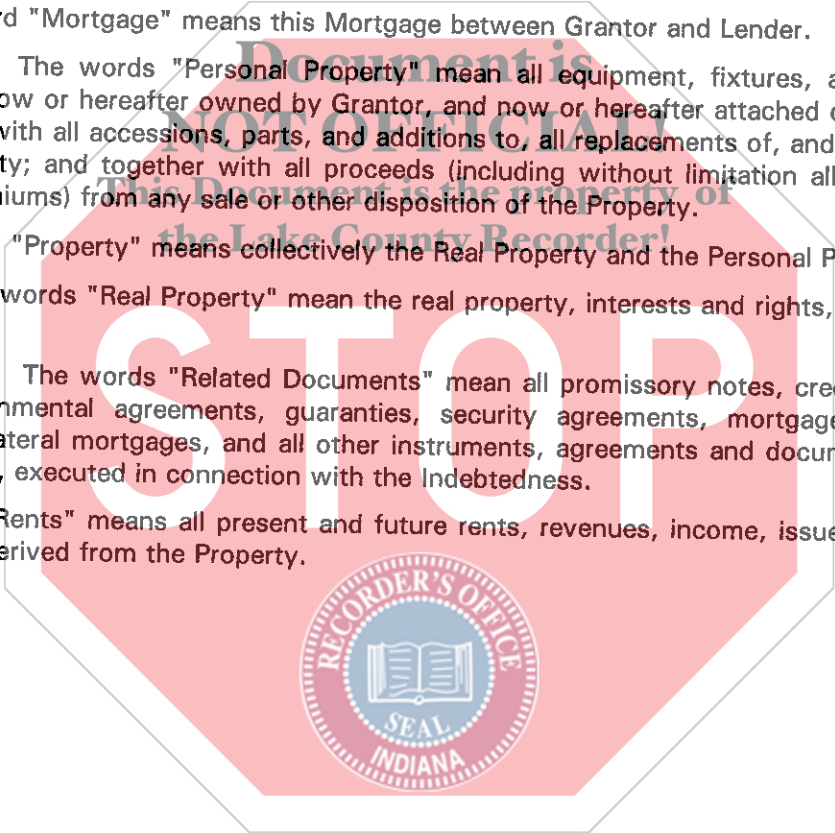 rd "Mortgage" means this Mortgage between Grantor and Lender.
Document is
The words "Personal Property" mean all equipment, fixtures, a
ow or hereafter owned by Grantor, and now or hereafter attached o
NOT OFFICIAL!
with all accessions, parts, and additions to, all replacements of, and
ty; and together with all proceeds (including without limitation all
This Document is the property of
niums) from any sale or other disposition of the Property.
the Lake County Recorder!
"Property" means collectively the Real Property and the Personal P
words "Real Property" mean the real property, interests and rights,
STOP
The words "Related Documents" mean all promissory notes, cre
nmental agreements, guaranties, security agreements, mortgage
ateral mortgages, and all other instruments, agreements and docum
, executed in connection with the Indebtedness.
Rents" means all present and future rents, revenues, income, issue
erived from the Property.
RECORDER'S OFFICE
SEAL
INDIANA